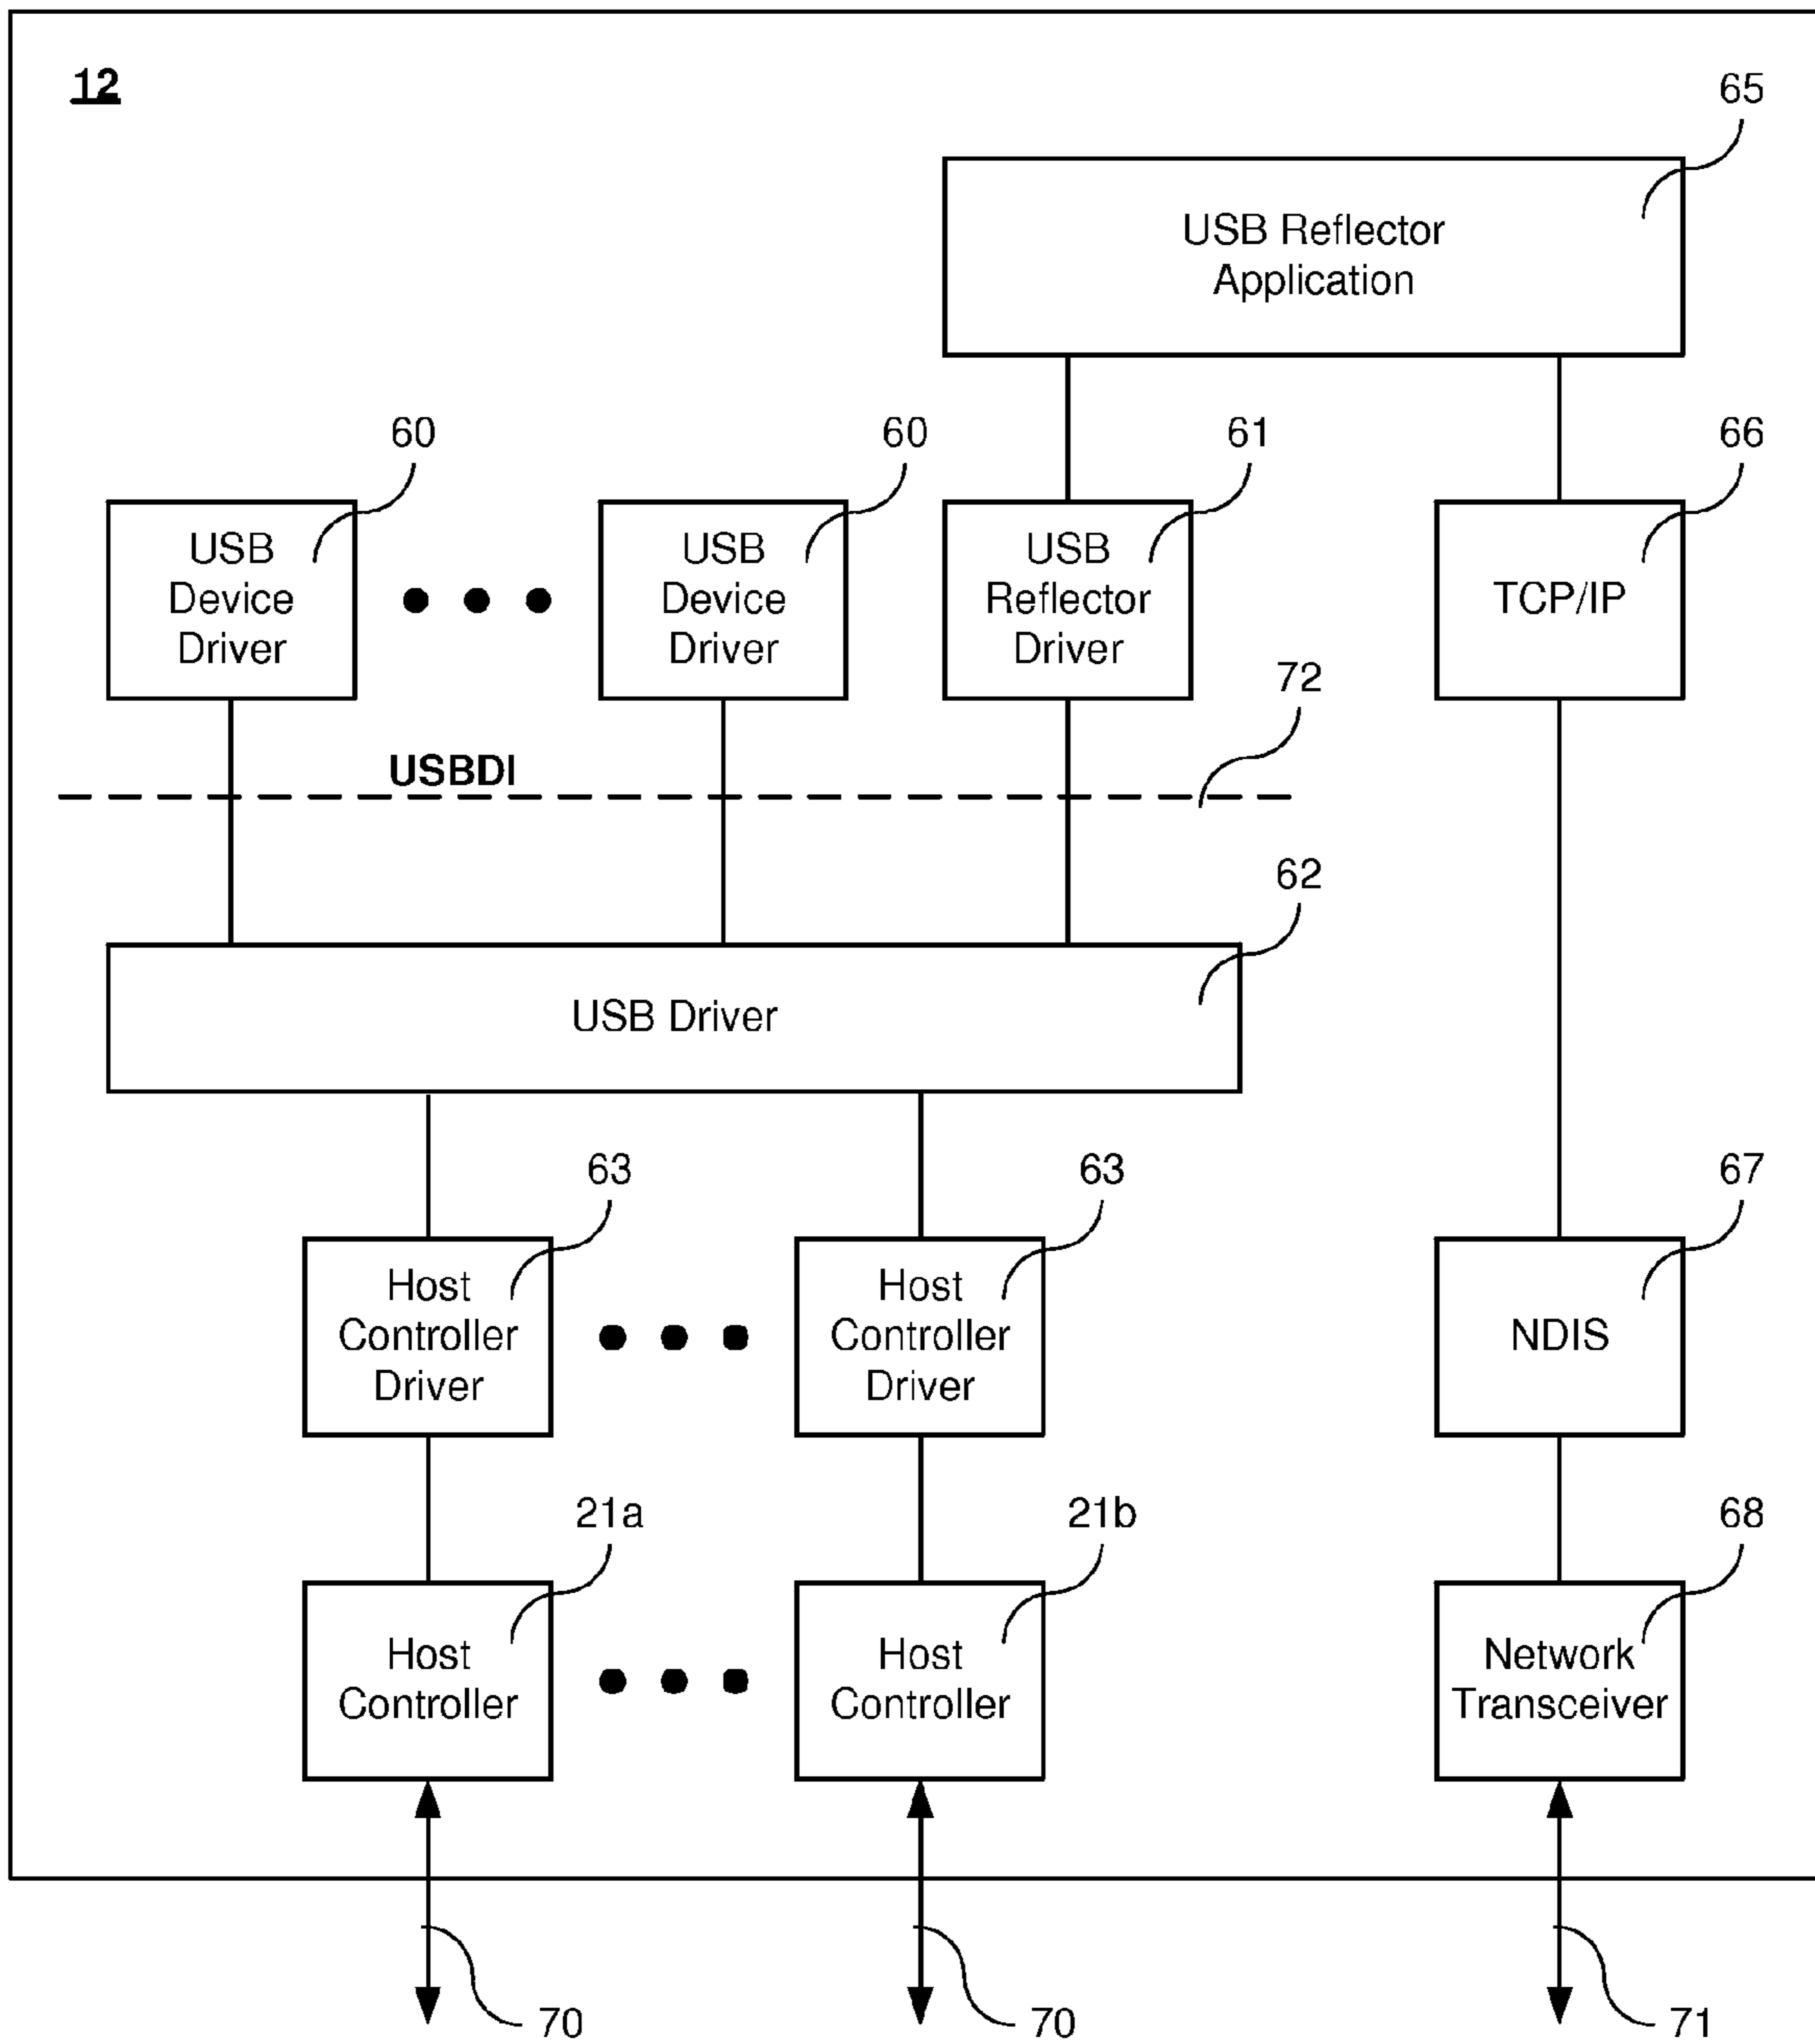 12
65
USB Reflector
Application
60
60
61
66
USB
Device
Driver
USB
Device
Driver
USB
Reflector
Driver
TCP/IP
72
USBDI
62
USB Driver
63
63
67
Host
Controller
Driver
Host
Controller
Driver
NDIS
21a
21b
68
Host
Controller
Host
Controller
Network
Transceiver
70
70
71